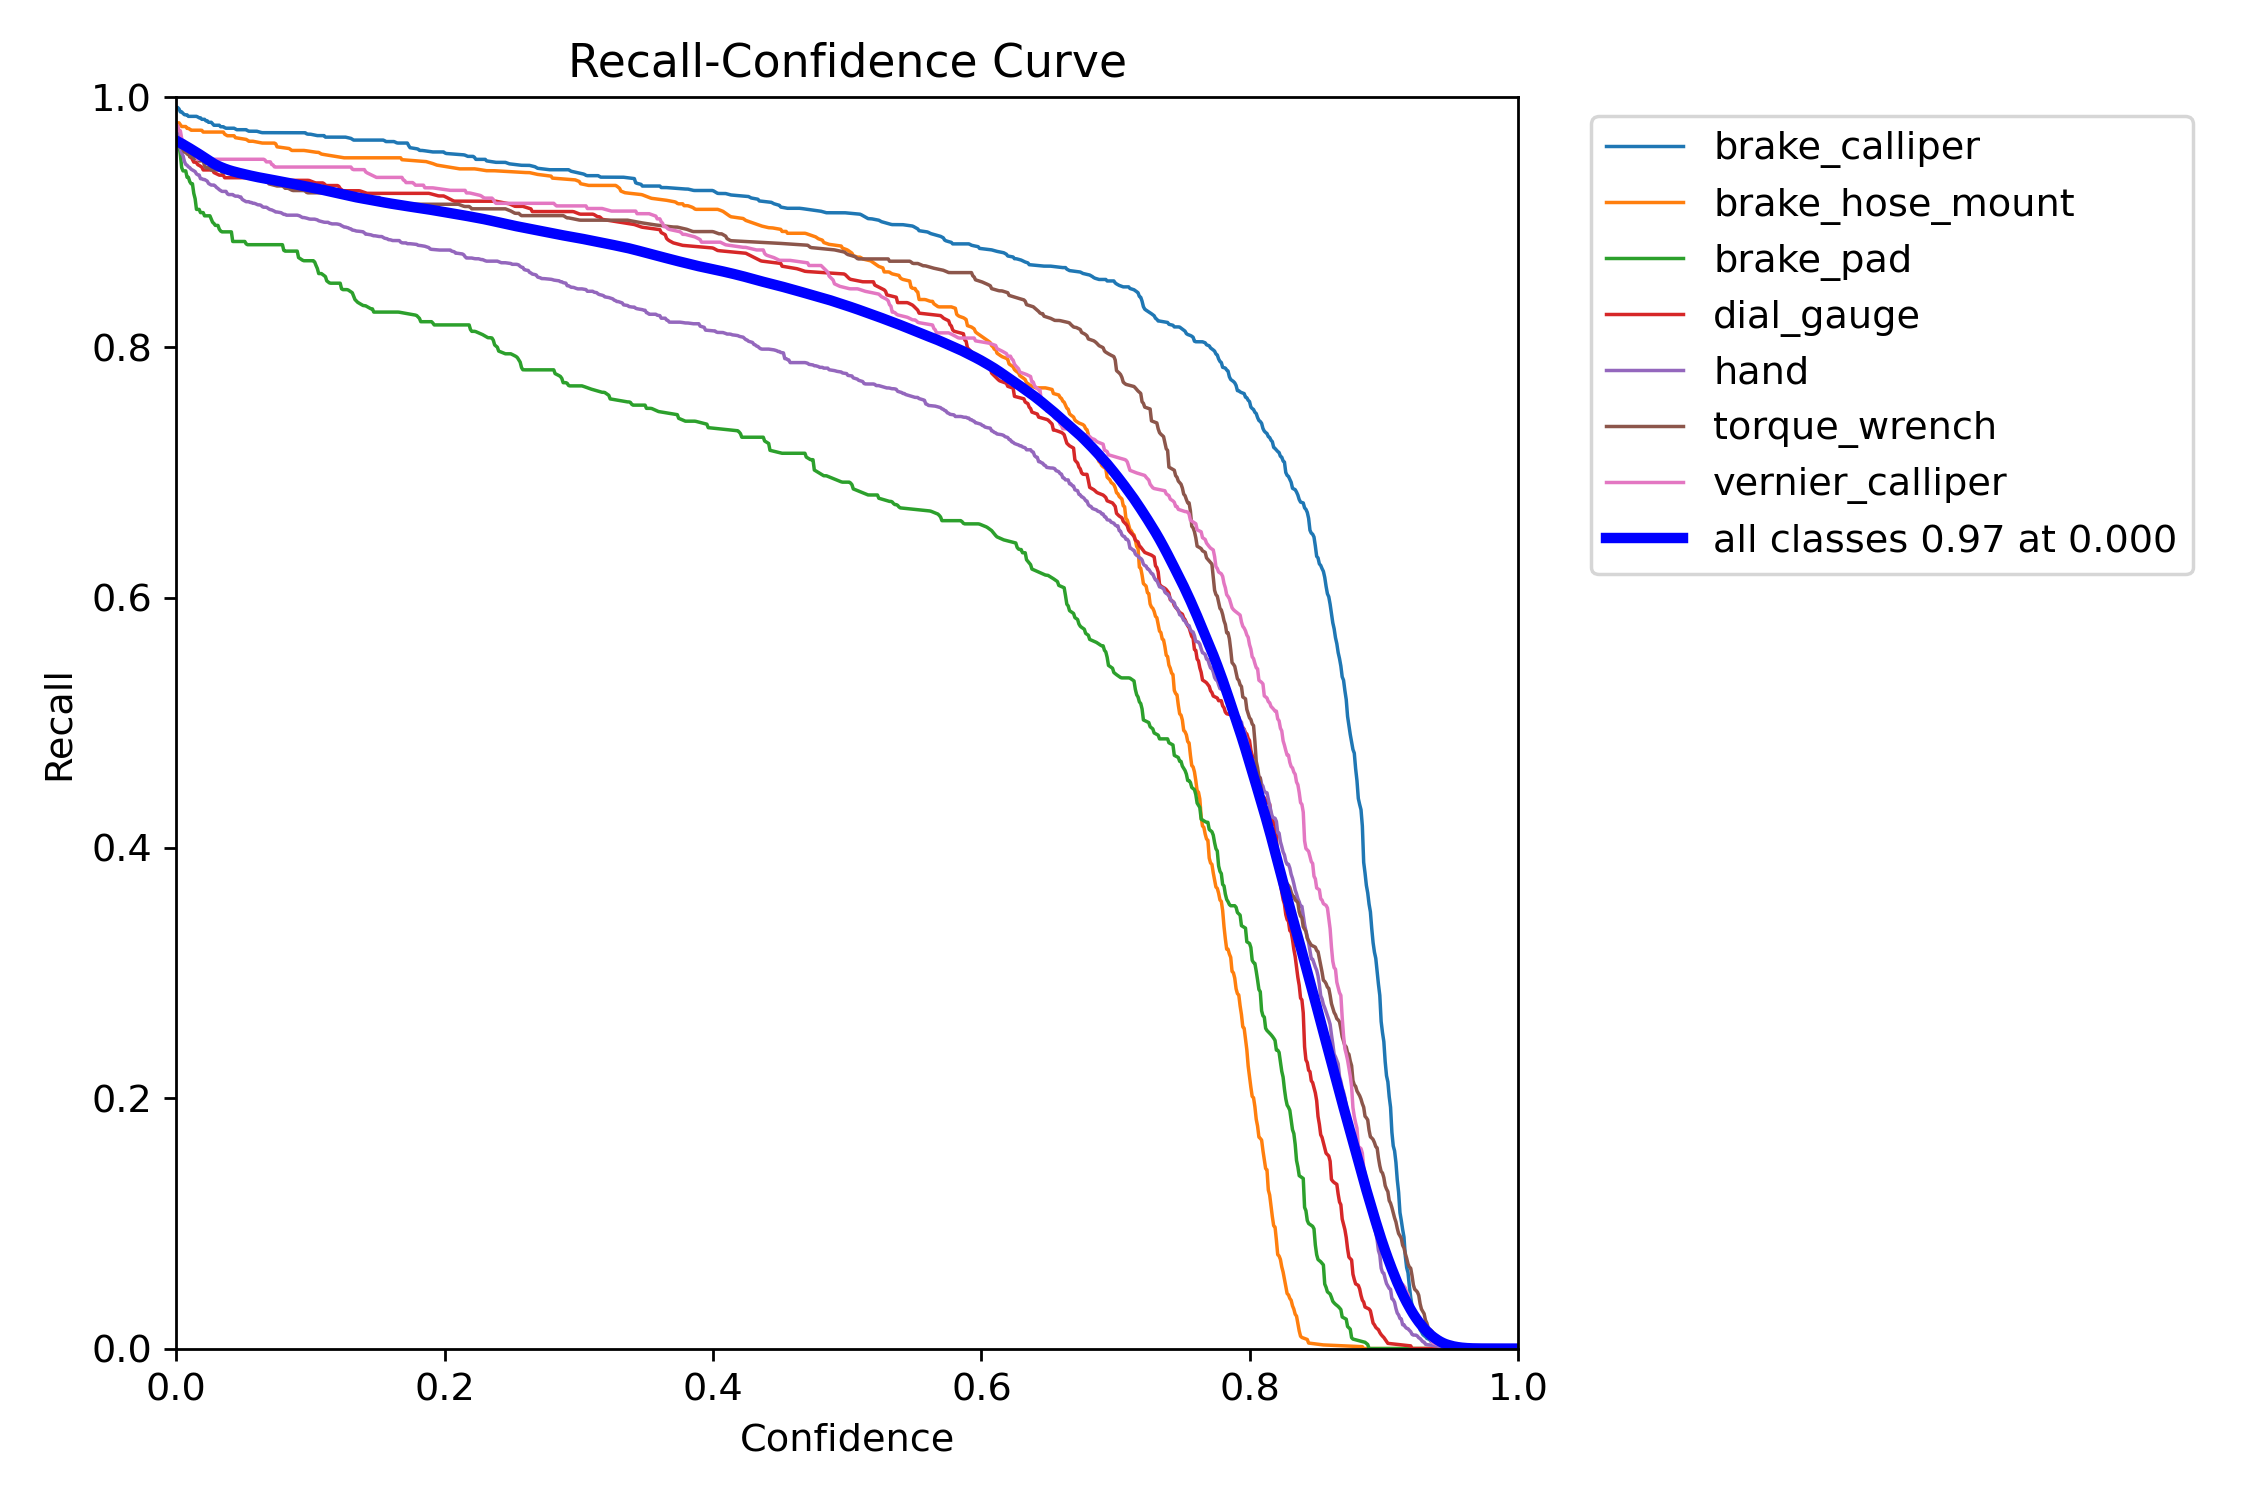 Recall-Confidence Curve
1.0
0.8
0.6
0.4
0.2
0.0
Recall
0.0 0.2 0.4 0.6 0.8 1.0
Confidence
brake_calliper
brake_hose_mount
brake_pad
dial_gauge
hand
torque_wrench
vernier_calliper
all classes 0.97 at 0.000